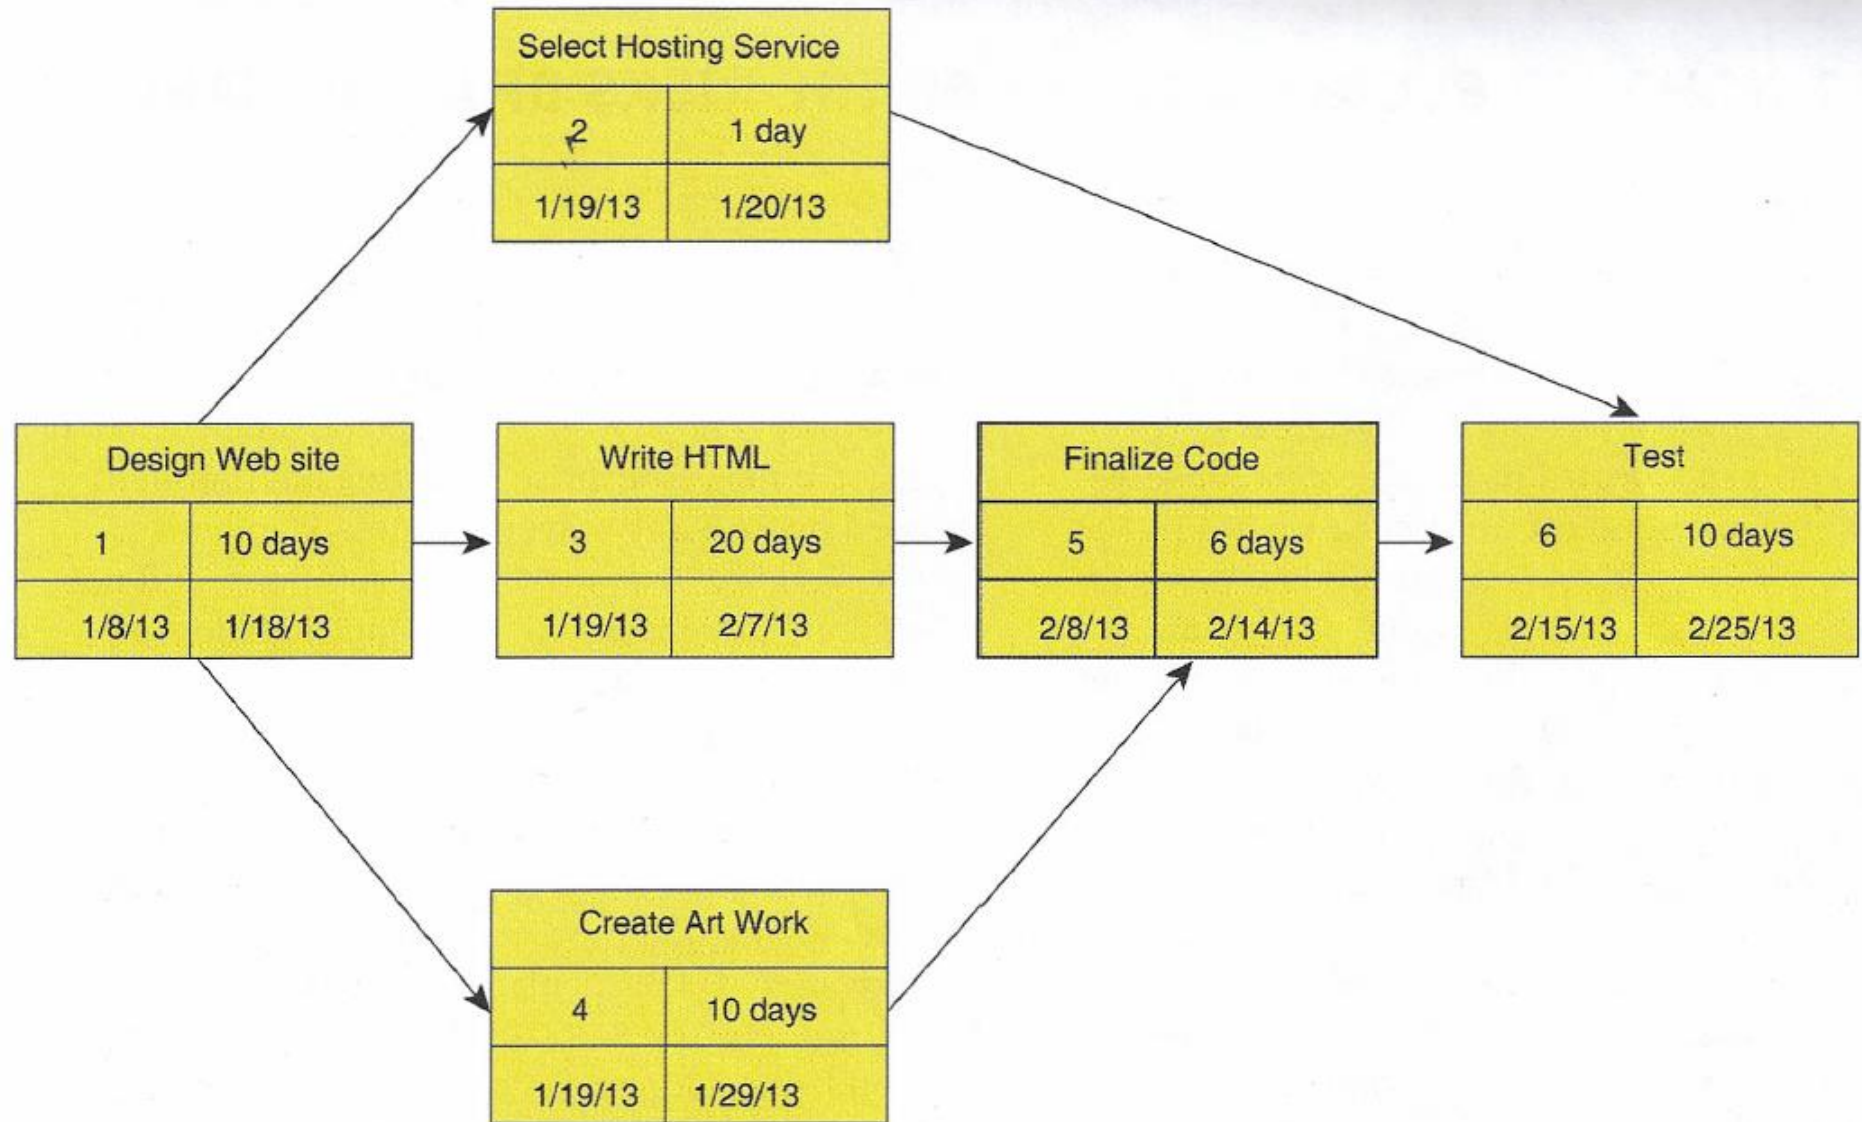 Select Hosting Service
2 1 day
1/19/13 1/20/13
Design Web site
1 10 days
1/8/13 1/18/13
Write HTML
3 20 days
1/19/13 2/7/13
Finalize Code
5 6 days
2/8/13 2/14/13
Test
6 10 days
2/15/13 2/25/13
Create Art Work
4 10 days
1/19/13 1/29/13